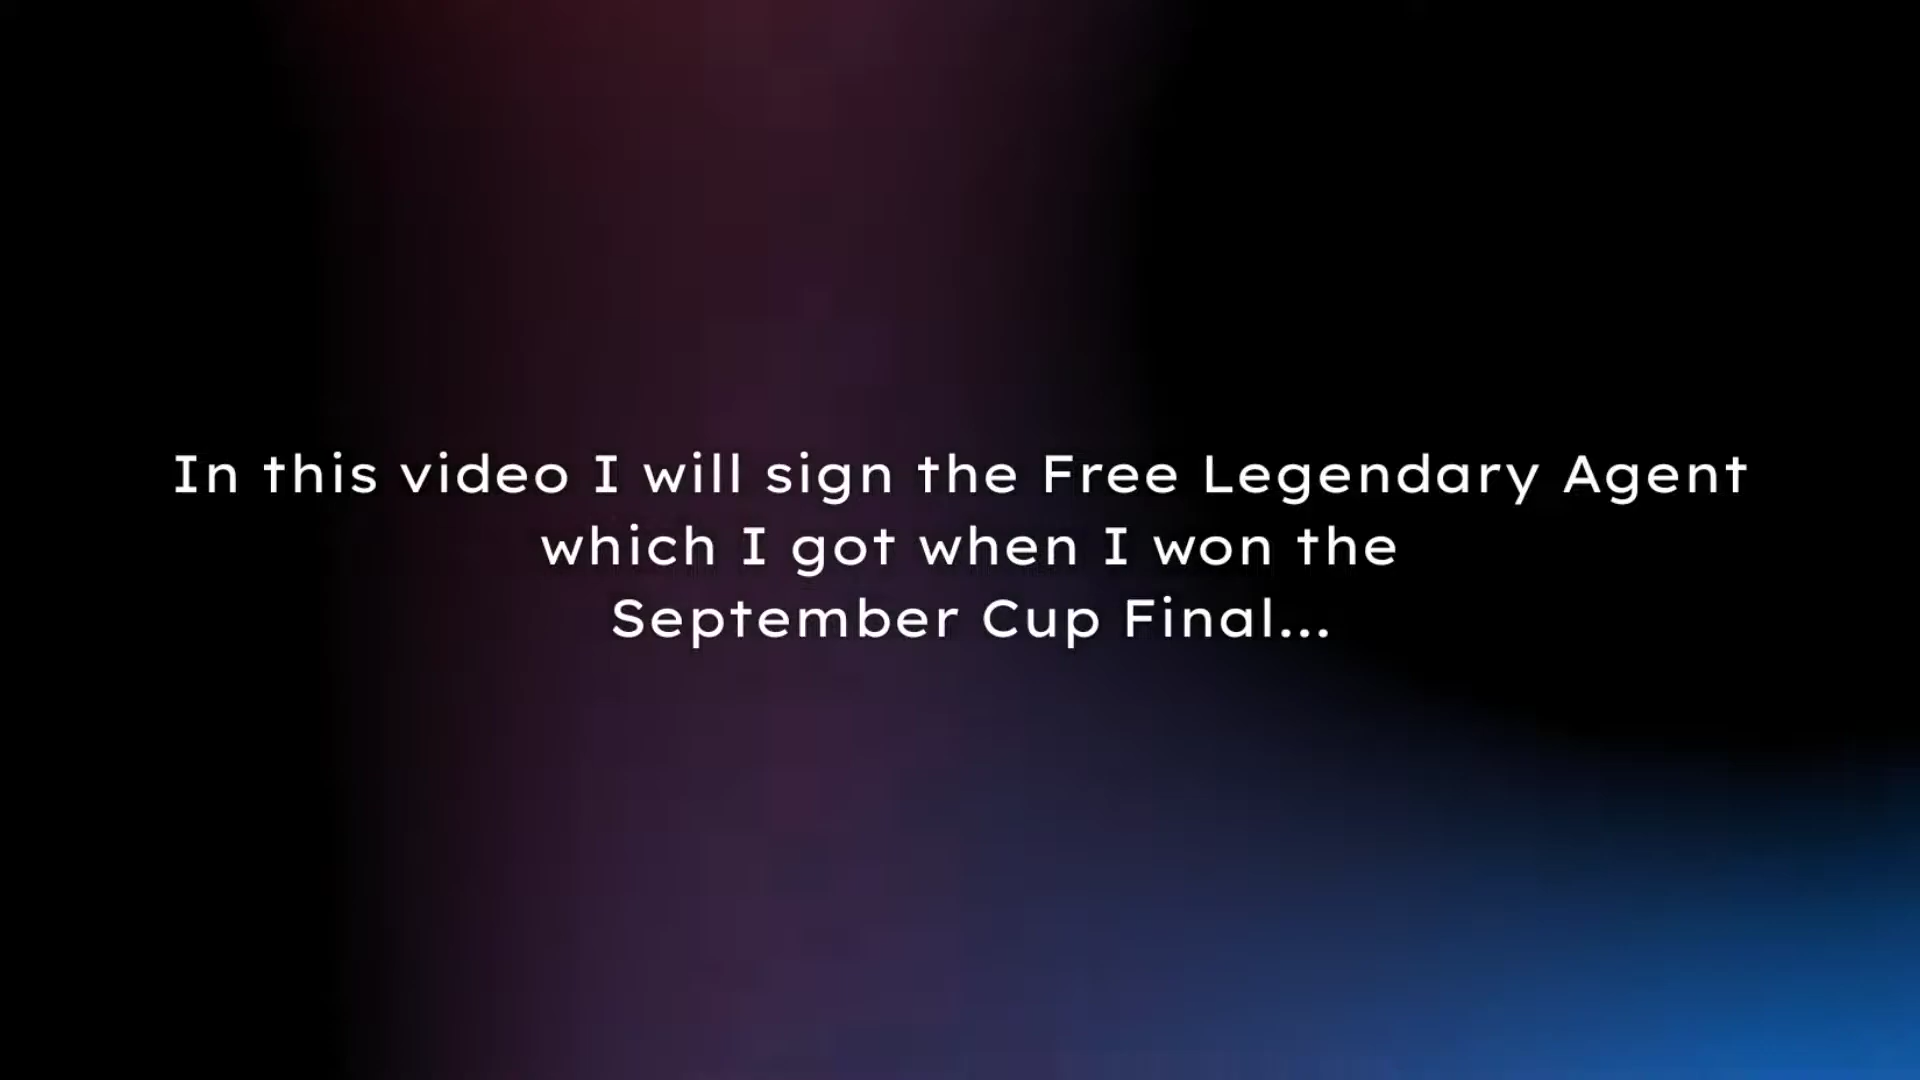 In this video I will sign the Free Legendary Agent
which I got when I won the
September Cup Final...